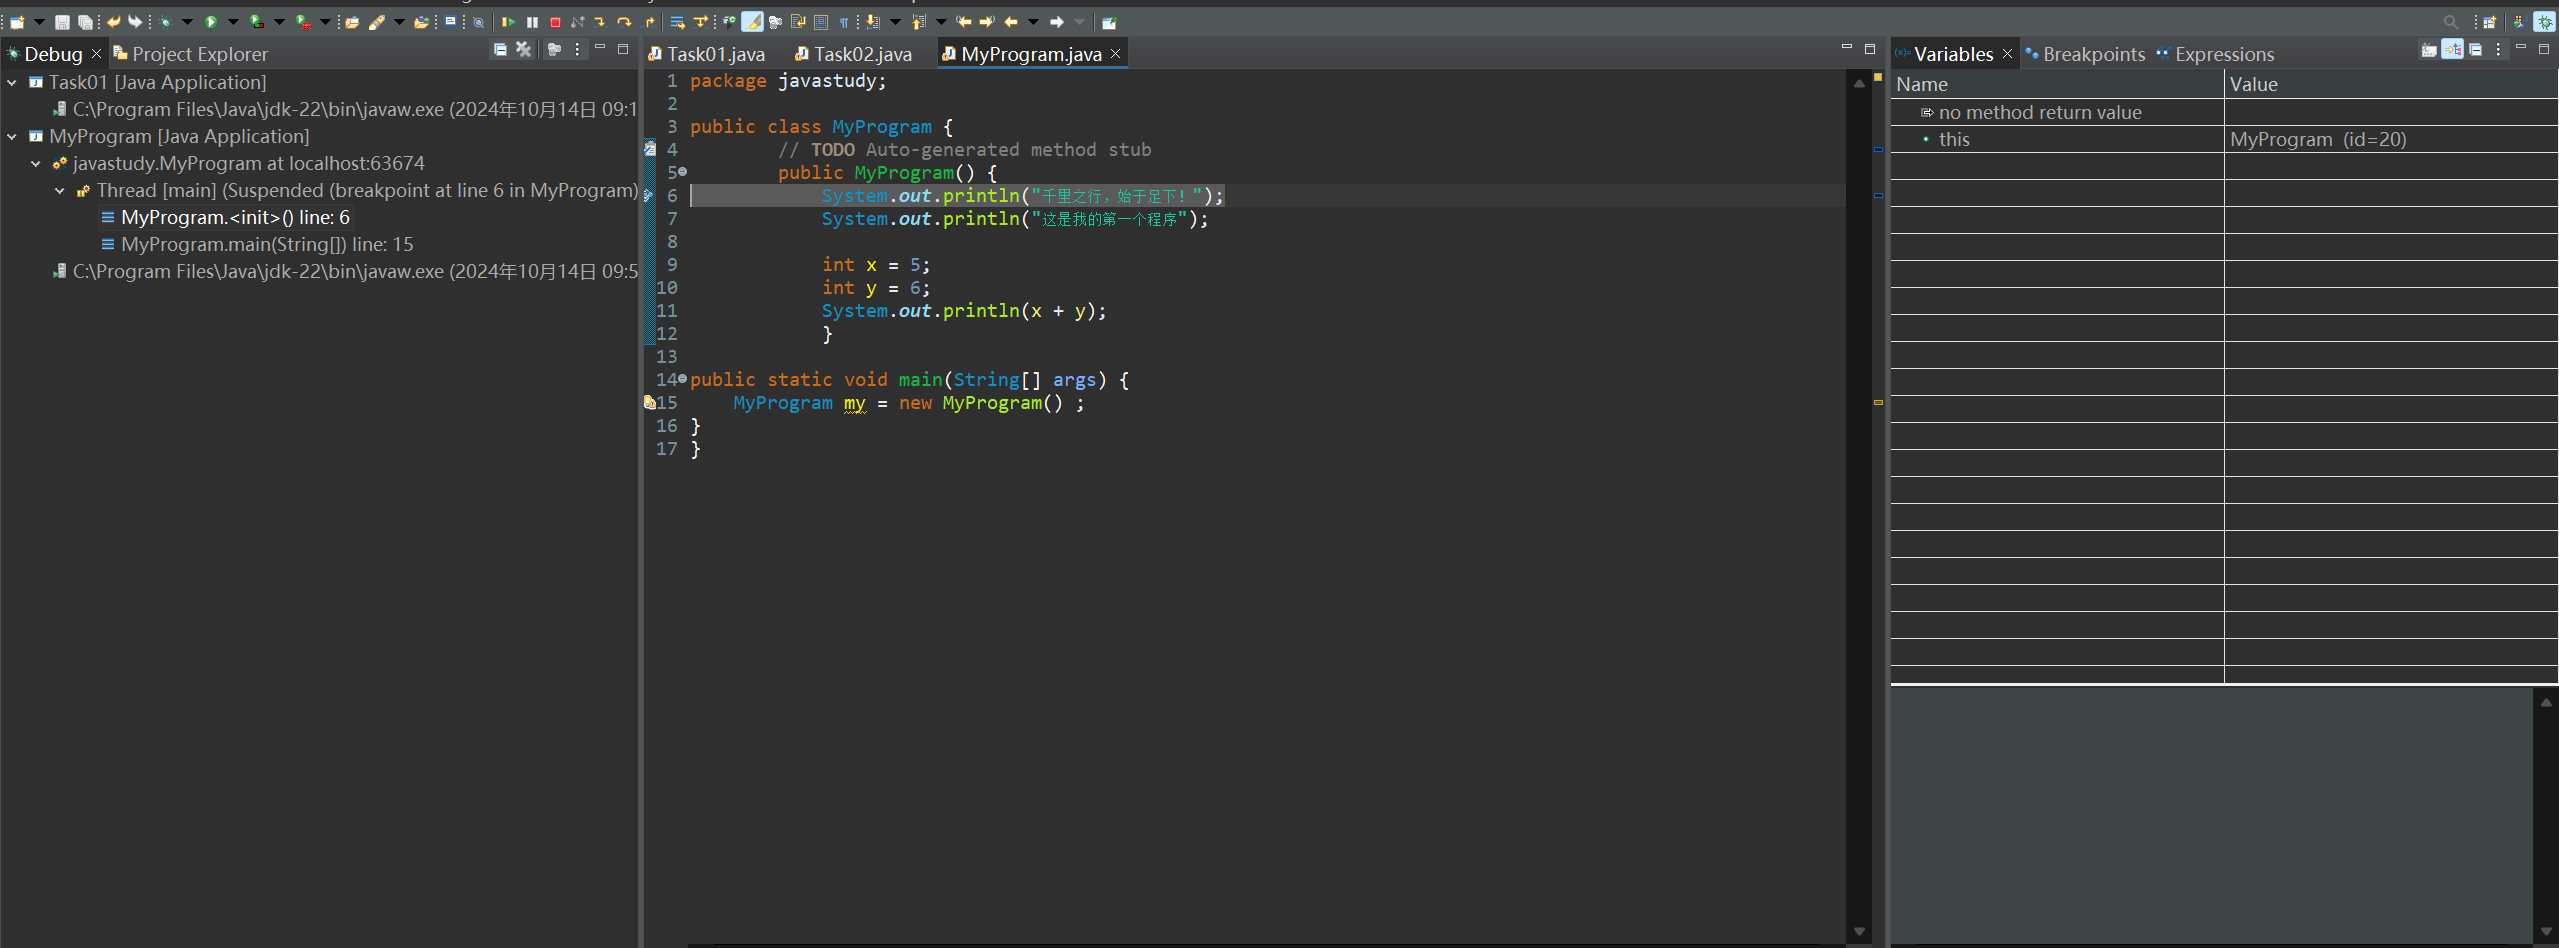 Debug
Project Explorer
Task01 [Java Application]
C:\Program Files\Java\jdk-22\bin\javaw.exe (2024年10月14日 09:1
MyProgram [Java Application]
javastudy.MyProgram at localhost:63674
Thread [main] (Suspended (breakpoint at line 6 in MyProgram)
MyProgram.<init>() line: 6
MyProgram.main(String[]) line: 15
C:\Program Files\Java\jdk-22\bin\javaw.exe (2024年10月14日 09:5
Task01.java
Task02.java
MyProgram.java
1 package javastudy;
2
3 public class MyProgram {
4 // TODO Auto-generated method stub
5 public MyProgram() {
6 System.out.println("千里之行，始于足下！");
7 System.out.println("这是我的第一个程序");
8
9 int x = 5;
10 int y = 6;
11 System.out.println(x + y);
12 }
13
14 public static void main(String[] args) {
15 MyProgram my = new MyProgram() ;
16 }
17 }
Variables
Breakpoints
Expressions
Name Value
no method return value
this MyProgram (id=20)